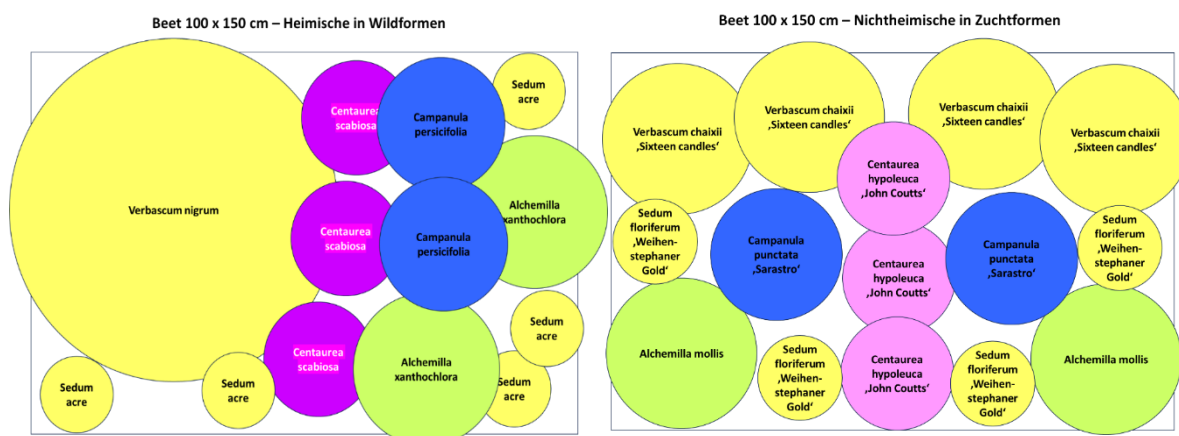 Beet 100 x 150 cm – Heimische in Wildformen
Verbascum nigrum
Centaurea
scabiosa
Campanula
persicifolia
Sedum
acre
Centaurea
scabiosa
Campanula
persicifolia
Alchemilla
xanthochlora
Centaurea
scabiosa
Alchemilla
xanthochlora
Sedum
acre
Sedum
acre
Sedum
acre
Sedum
acre
Beet 100 x 150 cm – Nichtheimische in Zuchtformen
Verbascum chaixii
‚Sixteen candles‘
Verbascum chaixii
‚Sixteen candles‘
Verbascum chaixii
‚Sixteen candles‘
Verbascum chaixii
‚Sixteen candles‘
Centaurea
hypoleuca
‚John Coutts‘
Sedum
floriferum
‚Weihen-
stephaner
Gold‘
Campanula
punctata
‚Sarastro‘
Centaurea
hypoleuca
‚John Coutts‘
Campanula
punctata
‚Sarastro‘
Sedum
floriferum
‚Weihen-
stephaner
Gold‘
Alchemilla mollis
Sedum
floriferum
‚Weihen-
stephaner
Gold‘
Centaurea
hypoleuca
‚John Coutts‘
Sedum
floriferum
‚Weihen-
stephaner
Gold‘
Alchemilla mollis